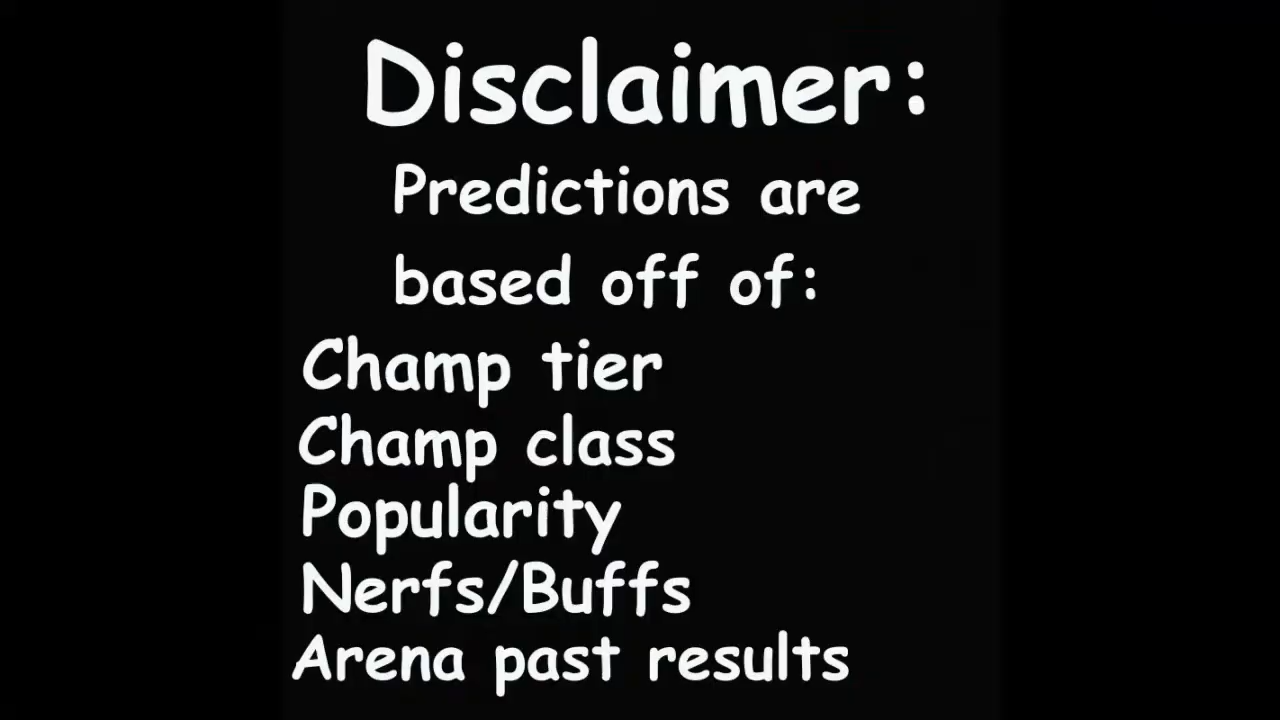 Disclaimer:
Predictions are
based off of:
Champ tier
Champ class
Popularity
Nerfs/Buffs
Arena past results